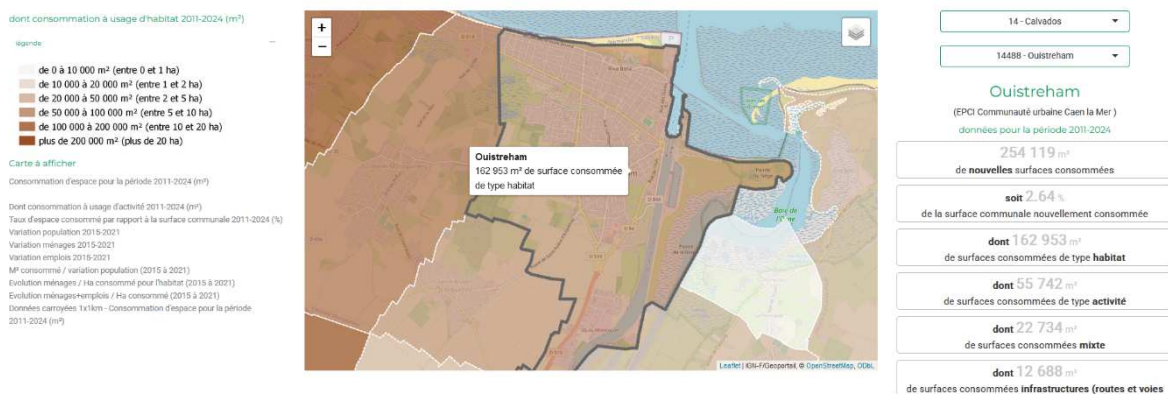 dont consommation à usage d'habitat 2011-2024 (m²)
légende
de 0 à 10 000 m² (entre 0 et 1 ha)
de 10 000 à 20 000 m² (entre 1 et 2 ha)
de 20 000 à 50 000 m² (entre 2 et 5 ha)
de 50 000 à 100 000 m² (entre 5 et 10 ha)
de 100 000 à 200 000 m² (entre 10 et 20 ha)
plus de 200 000 m² (plus de 20 ha)
Carte à afficher
Consommation d'espace pour la période 2011-2024 (m²)
Dont consommation à usage d'activité 2011-2024 (m²)
Taux d'espace consommé par rapport à la surface communale 2011-2024 (%)
Variation population 2015-2021
Variation ménages 2015-2021
Variation emplois 2015-2021
M² consommé / variation population (2015 à 2021)
Evolution ménages / Ha consommé pour l'habitat (2015 à 2021)
Evolution ménages+emplois / Ha consommé (2015 à 2021)
Données carroyées 1x1km - Consommation d'espace pour la période
2011-2024 (m²)
+
−
Ouistreham
162 953 m² de surface consommée
de type habitat
Baie de
l'Orne
Leaflet | IGN-F/Geoportail, © OpenStreetMap, ODbL
14 - Calvados
14488 - Ouistreham
Ouistreham
(EPCI Communauté urbaine Caen la Mer )
données pour la période 2011-2024
254 119 m²
de nouvelles surfaces consommées
soit 2.64 %
de la surface communale nouvellement consommée
dont 162 953 m²
de surfaces consommées de type habitat
dont 55 742 m²
de surfaces consommées de type activité
dont 22 734 m²
de surfaces consommées mixte
dont 12 688 m²
de surfaces consommées infrastructures (routes et voies